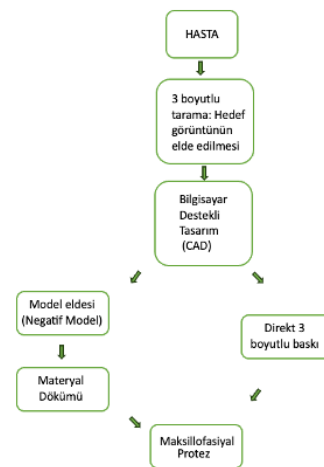 HASTA
3 boyutlu
tarama: Hedef
görüntünün
elde edilmesi
Bilgisayar
Destekli
Tasarım
(CAD)
Model eldesi
(Negatif Model)
Direkt 3
boyutlu baskı
Materyal
Dökümü
Maksillofasiyal
Protez